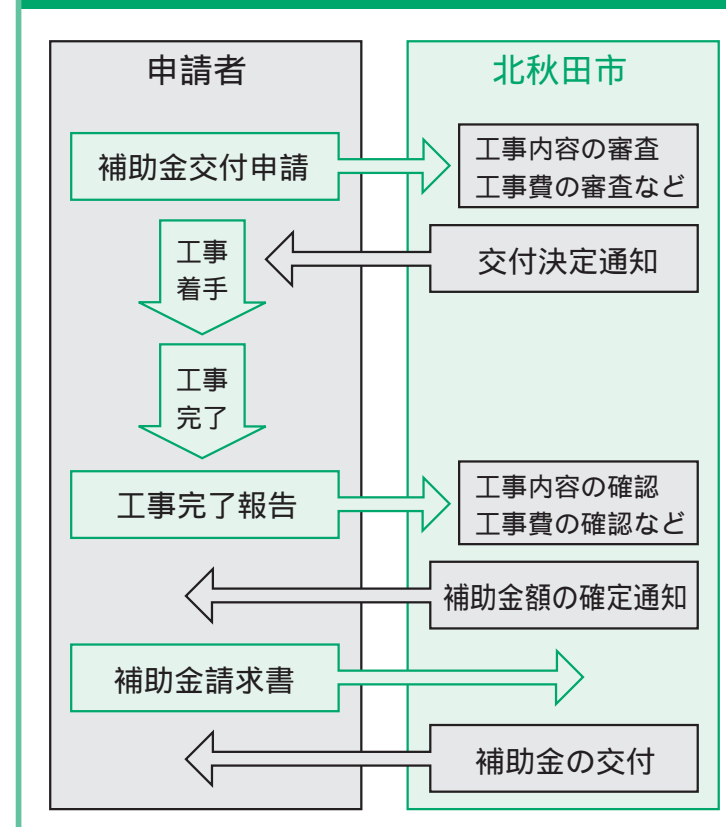 申請者
北秋田市
補助金交付申請
工事内容の審査
工事費の審査など
交付決定通知
工事
着手
工事
完了
工事完了報告
工事内容の確認
工事費の確認など
補助金額の確定通知
補助金請求書
補助金の交付